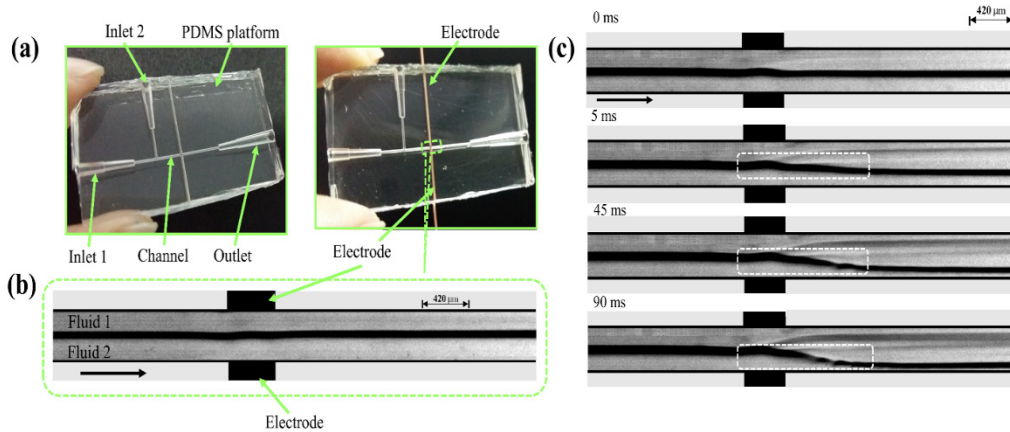 (a)
Inlet 2
PDMS platform
Electrode
Inlet 1
Channel
Outlet
Electrode
(b)
420 μm
Fluid 1
Fluid 2
Electrode
(c)
0 ms
420 μm
5 ms
45 ms
90 ms